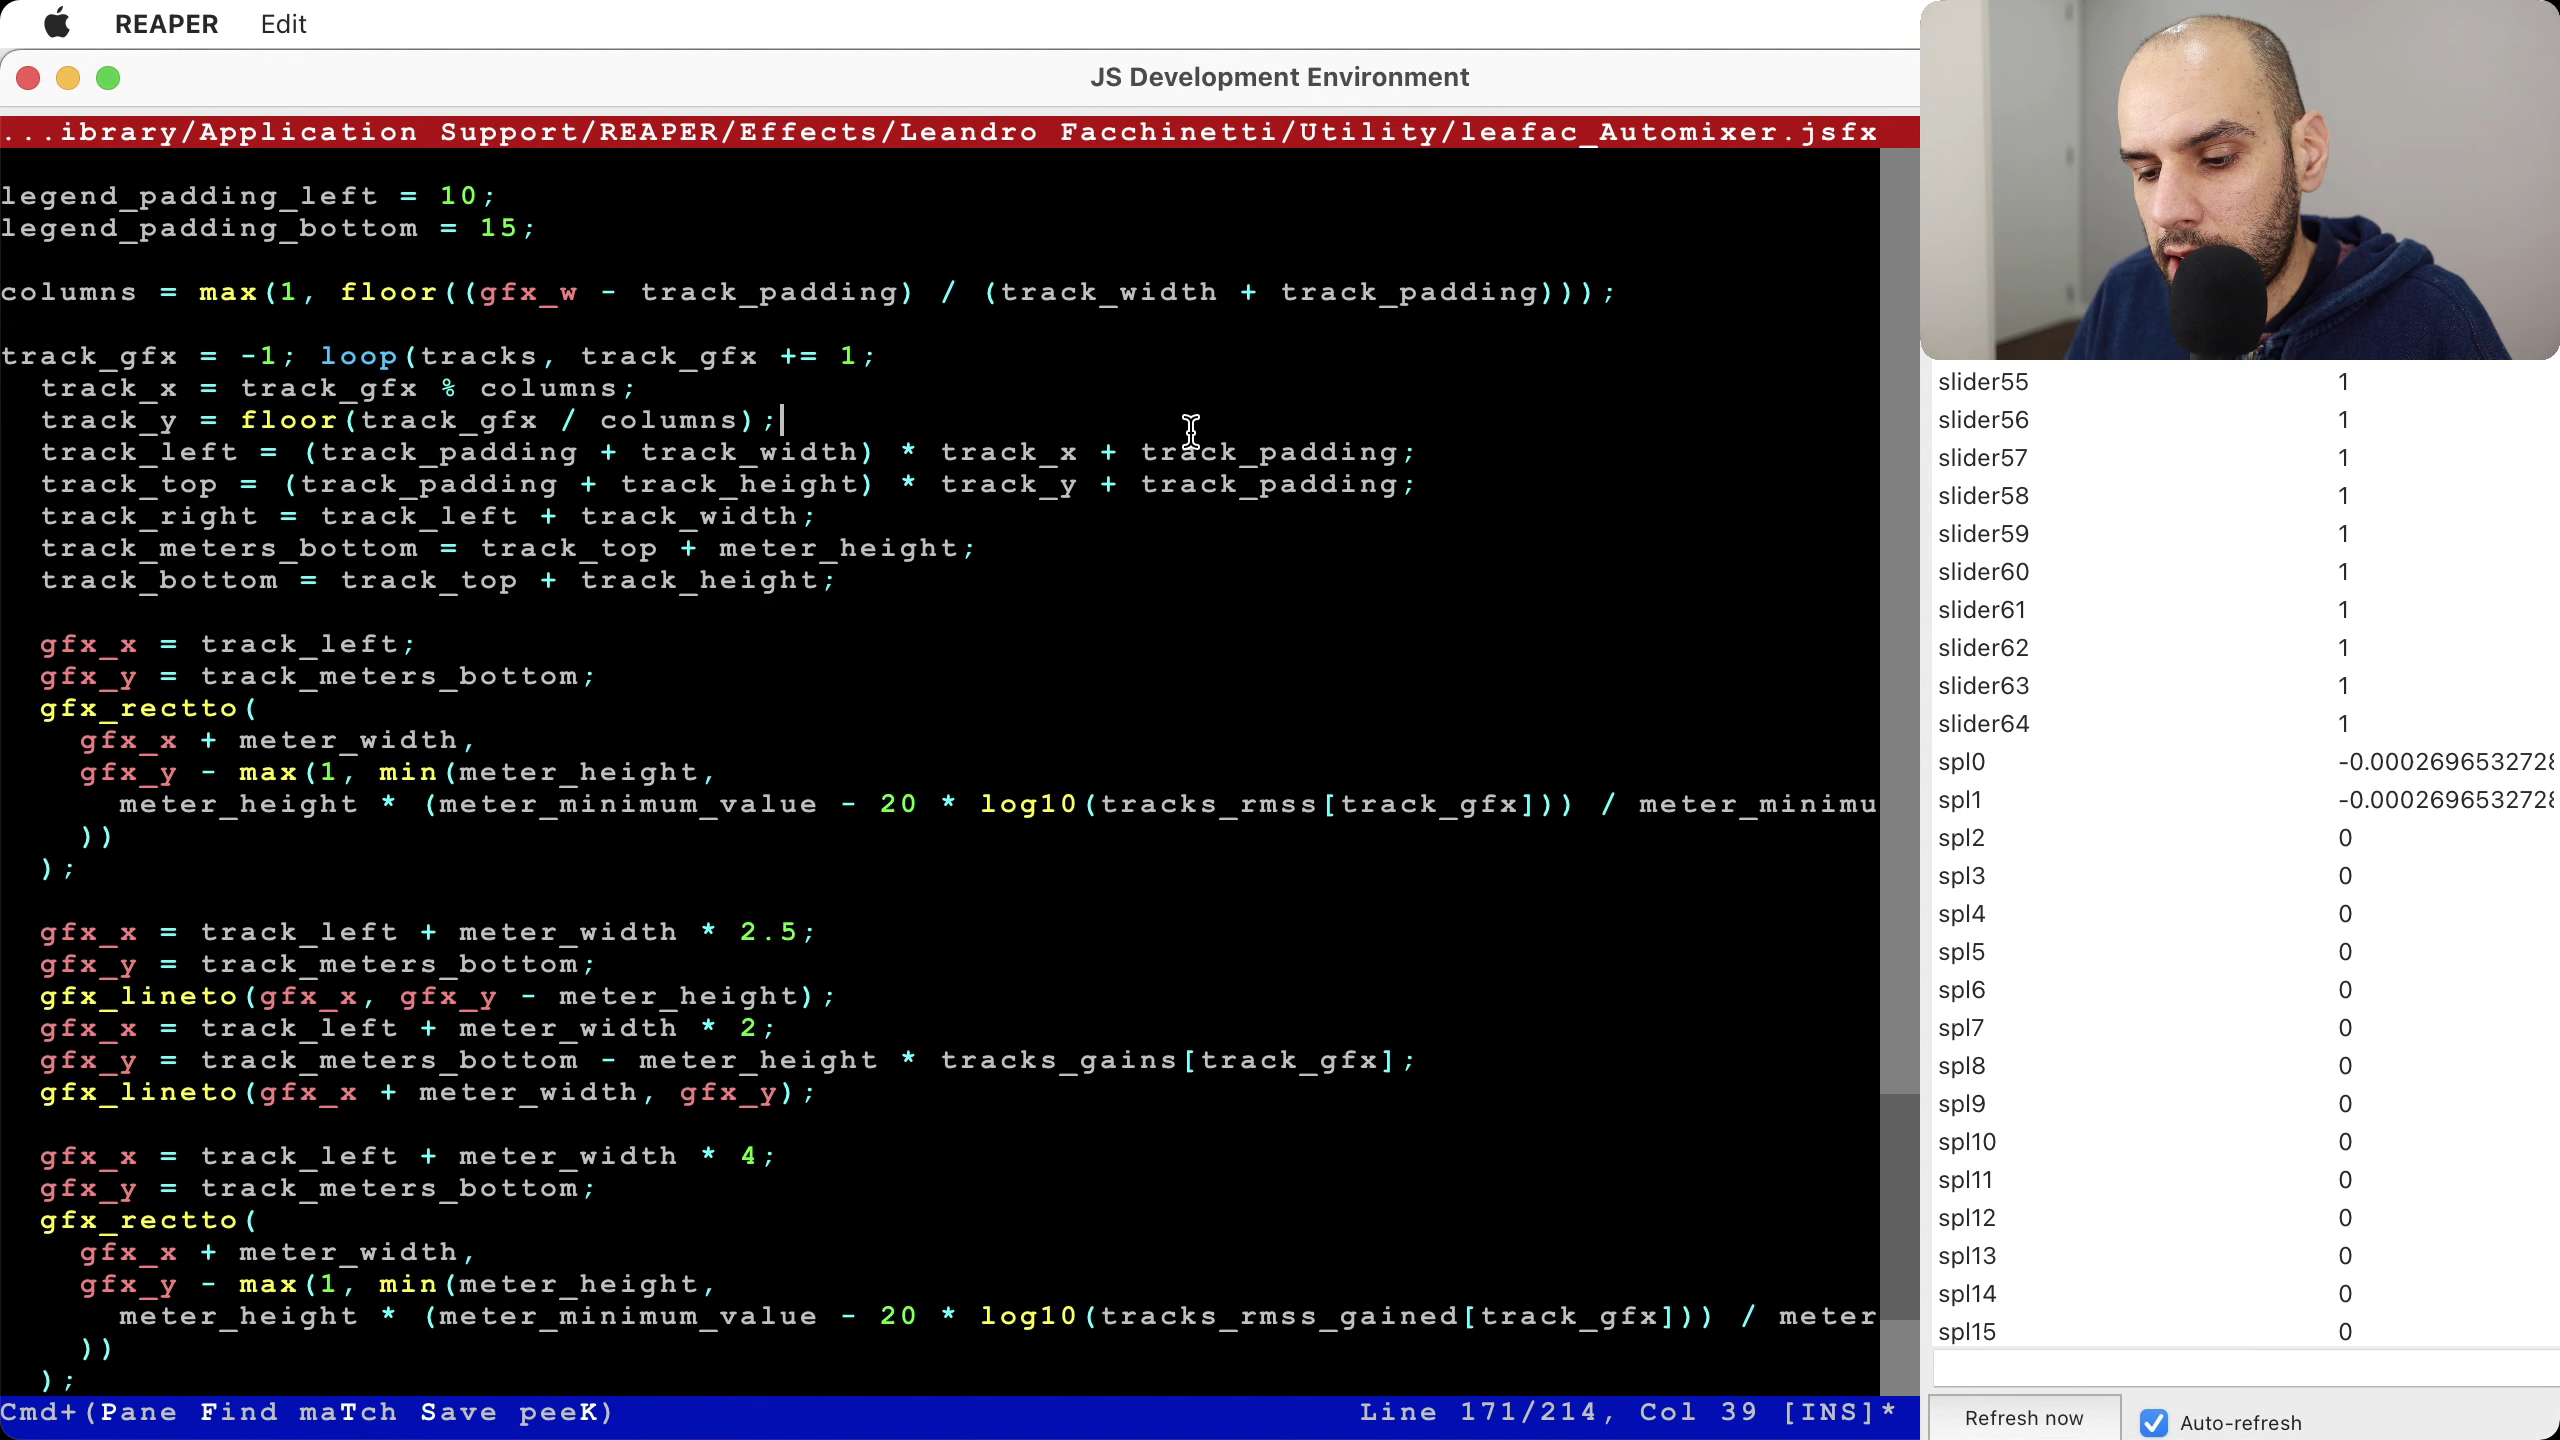 REAPER Edit
JS Development Environment
...ibrary/Application Support/REAPER/Effects/Leandro Facchinetti/Utility/leafac_Automixer.jsfx
legend_padding_left = 10;
legend_padding_bottom = 15;
columns = max(1, floor((gfx_w - track_padding) / (track_width + track_padding)));
track_gfx = -1; loop(tracks, track_gfx += 1;
track_x = track_gfx % columns;
track_y = floor(track_gfx / columns);
track_left = (track_padding + track_width) * track_x + track_padding;
track_top = (track_padding + track_height) * track_y + track_padding;
track_right = track_left + track_width;
track_meters_bottom = track_top + meter_height;
track_bottom = track_top + track_height;
gfx_x = track_left;
gfx_y = track_meters_bottom;
gfx_rectto(
gfx_x + meter_width,
gfx_y - max(1, min(meter_height,
meter_height * (meter_minimum_value - 20 * log10(tracks_rmss[track_gfx])) / meter_minimu
))
);
gfx_x = track_left + meter_width * 2.5;
gfx_y = track_meters_bottom;
gfx_lineto(gfx_x, gfx_y - meter_height);
gfx_x = track_left + meter_width * 2;
gfx_y = track_meters_bottom - meter_height * tracks_gains[track_gfx];
gfx_lineto(gfx_x + meter_width, gfx_y);
gfx_x = track_left + meter_width * 4;
gfx_y = track_meters_bottom;
gfx_rectto(
gfx_x + meter_width,
gfx_y - max(1, min(meter_height,
meter_height * (meter_minimum_value - 20 * log10(tracks_rmss_gained[track_gfx])) / meter
))
);
Cmd+(Pane Find maTch Save peeK) Line 171/214, Col 39 [INS]*
slider55 1
slider56 1
slider57 1
slider58 1
slider59 1
slider60 1
slider61 1
slider62 1
slider63 1
slider64 1
spl0 -0.000269653272
spl1 -0.000269653272
spl2 0
spl3 0
spl4 0
spl5 0
spl6 0
spl7 0
spl8 0
spl9 0
spl10 0
spl11 0
spl12 0
spl13 0
spl14 0
spl15 0
Refresh now Auto-refresh